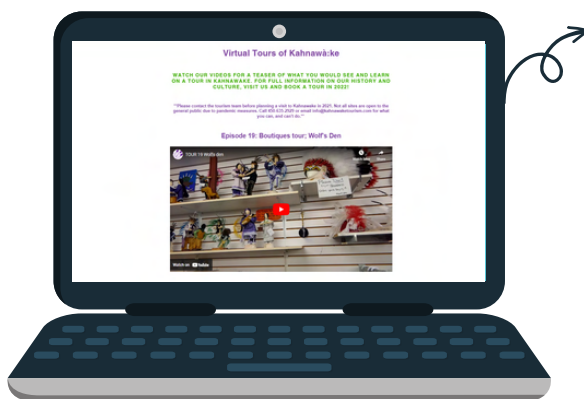 Virtual Tours of Kahnawà:ke
WATCH OUR VIDEOS FOR A TEASER OF WHAT YOU WOULD SEE AND LEARN
ON A TOUR IN KAHNAWAKE. FOR FULL INFORMATION ON OUR HISTORY AND
CULTURE, VISIT US AND BOOK A TOUR IN 2022!
**Please contact the tourism team before planning a visit to Kahnawake in 2021. Not all sites are open to the
general public due to pandemic measures. Call or email info@kahnawaketourism.com for what
you can, and can't do.**
Episode 19: Boutiques tour; Wolf's Den
TOUR 19 Wolfs den
Watch on YouTube